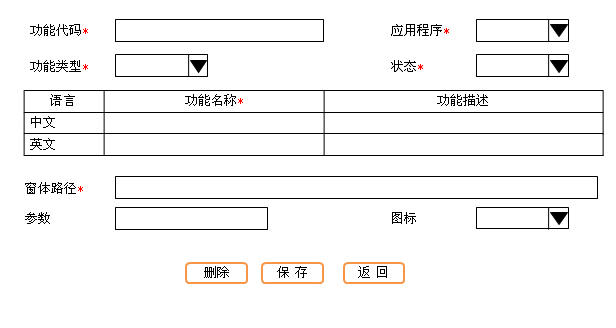 功能代码* 应用程序*
功能类型* 状态*
语言 功能名称* 功能描述
中文
英文
窗体路径*
参数 图标
删除 保 存 返 回